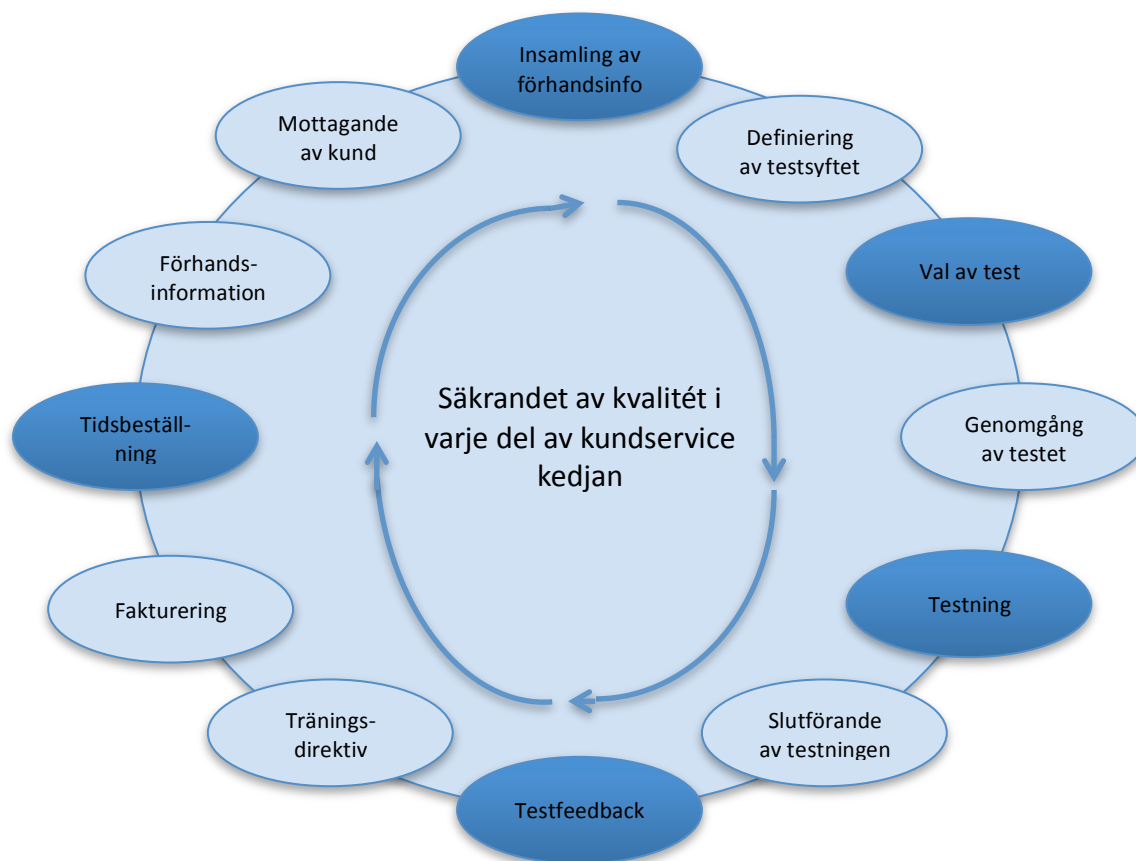 Insamling av
förhandsinfo
Definiering
av testsyftet
Val av test
Genomgång
av testet
Testning
Slutförande
av testningen
Testfeedback
Tränings-
direktiv
Fakturering
Tidsbeställ-
ning
Förhands-
information
Mottagande
av kund
Säkrandet av kvalitét i
varje del av kundservice
kedjan